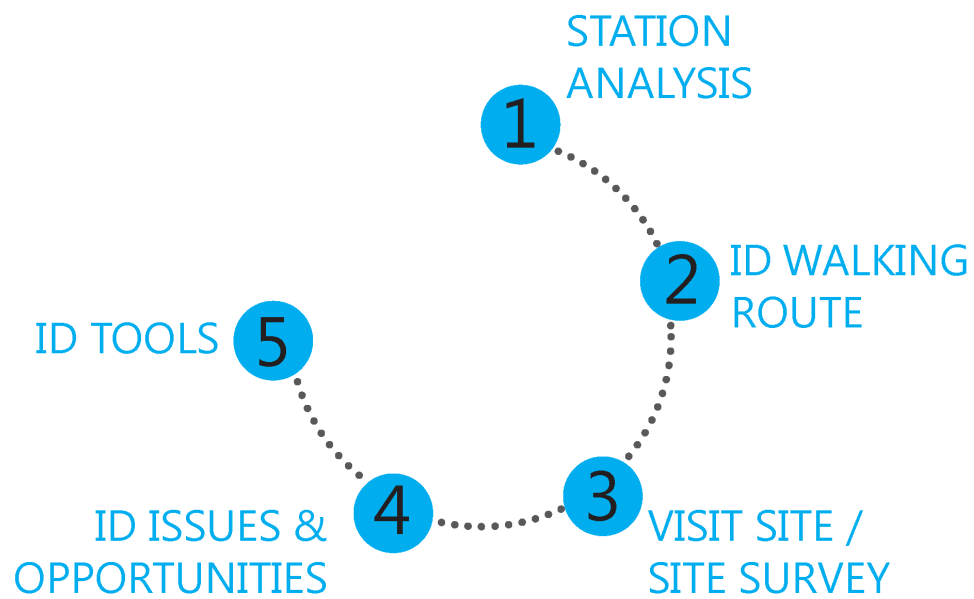 1
STATION
ANALYSIS
2
ID WALKING
ROUTE
3
VISIT SITE /
SITE SURVEY
4
ID ISSUES &
OPPORTUNITIES
5
ID TOOLS